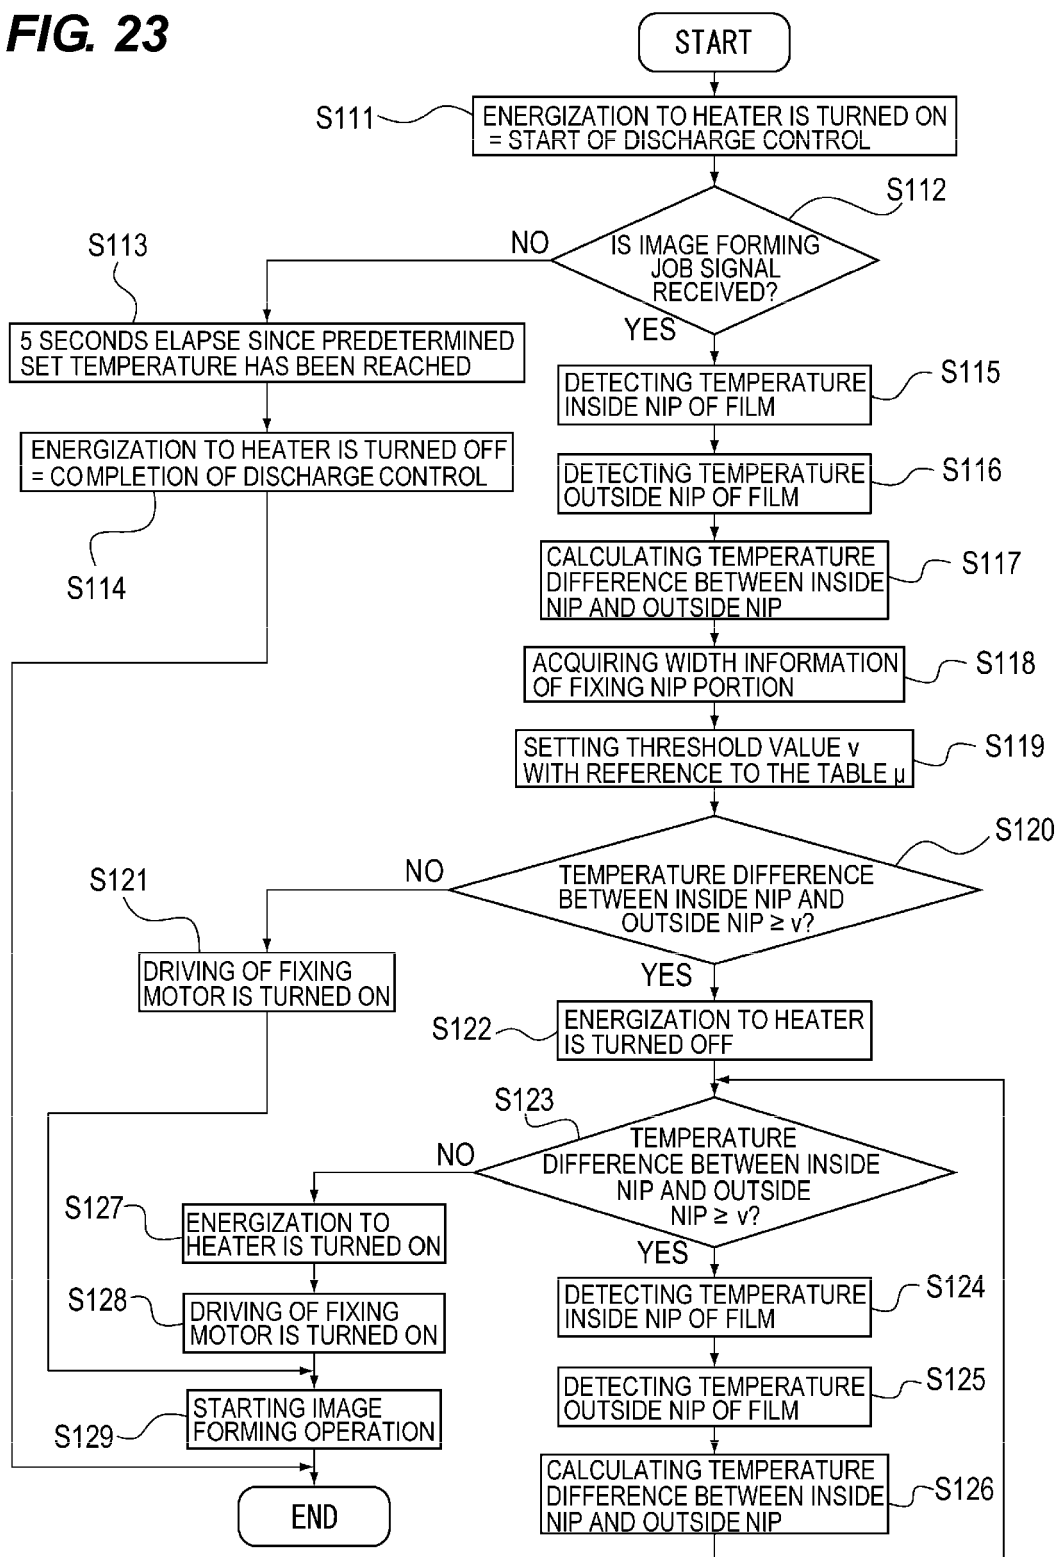 FIG. 23
START
S111
ENERGIZATION TO HEATER IS TURNED ON
= START OF DISCHARGE CONTROL
S112
IS IMAGE FORMING
JOB SIGNAL
RECEIVED?
NO
YES
S113
5 SECONDS ELAPSE SINCE PREDETERMINED
SET TEMPERATURE HAS BEEN REACHED
ENERGIZATION TO HEATER IS TURNED OFF
= COMPLETION OF DISCHARGE CONTROL
S114
S115
DETECTING TEMPERATURE
INSIDE NIP OF FILM
S116
DETECTING TEMPERATURE
OUTSIDE NIP OF FILM
S117
CALCULATING TEMPERATURE
DIFFERENCE BETWEEN INSIDE
NIP AND OUTSIDE NIP
S118
ACQUIRING WIDTH INFORMATION
OF FIXING NIP PORTION
S119
SETTING THRESHOLD VALUE ν
WITH REFERENCE TO THE TABLE μ
S120
TEMPERATURE DIFFERENCE
BETWEEN INSIDE NIP AND
OUTSIDE NIP ≥ ν?
NO
YES
S121
DRIVING OF FIXING
MOTOR IS TURNED ON
S122
ENERGIZATION TO HEATER
IS TURNED OFF
S123
TEMPERATURE
DIFFERENCE BETWEEN INSIDE
NIP AND OUTSIDE
NIP ≥ ν?
NO
YES
S127
ENERGIZATION TO
HEATER IS TURNED ON
S128
DRIVING OF FIXING
MOTOR IS TURNED ON
S124
DETECTING TEMPERATURE
INSIDE NIP OF FILM
S125
DETECTING TEMPERATURE
OUTSIDE NIP OF FILM
S129
STARTING IMAGE
FORMING OPERATION
S126
CALCULATING TEMPERATURE
DIFFERENCE BETWEEN INSIDE
NIP AND OUTSIDE NIP
END